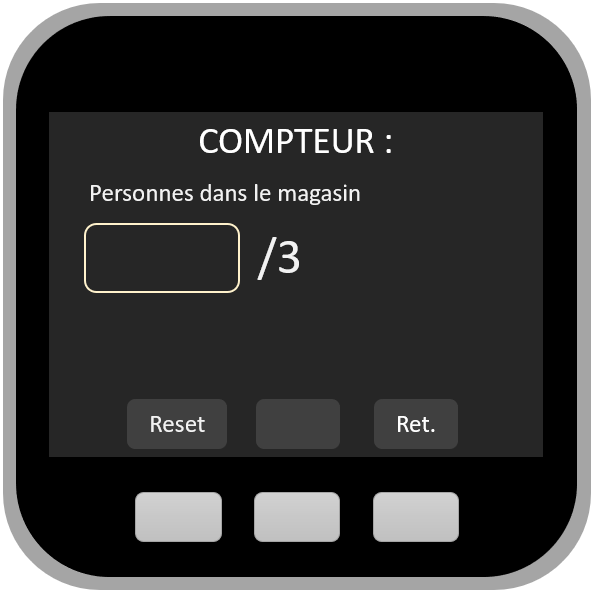 COMPTEUR :
Personnes dans le magasin
/3
Reset
Ret.